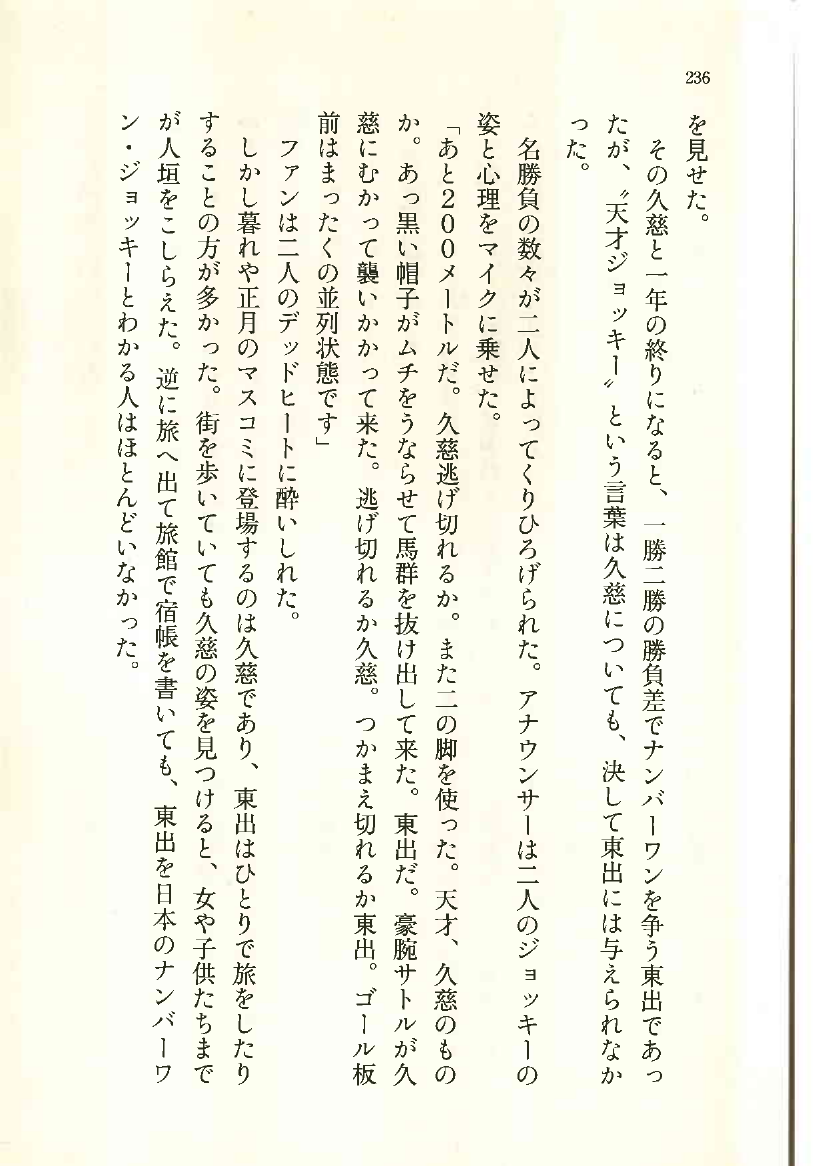 236
を見せた。
その久慈と一年の終りになると、一勝二勝の勝負差でナンバーワンを争う東出であっ
たが、〝天才ジョッキー〟という言葉は久慈についても、決して東出には与えられなか
った。
名勝負の数々が二人によってくりひろげられた。アナウンサーは二人のジョッキーの
姿と心理をマイクに乗せた。
「あと200メートルだ。久慈逃げ切れるか。また二の脚を使った。天才、久慈のもの
か。あっ黒い帽子がムチをうならせて馬群を抜け出して来た。東出だ。豪腕サトルが久
慈にむかって襲いかかって来た。逃げ切れるか久慈。つかまえ切れるか東出。ゴール板
前はまったくの並列状態です」
ファンは二人のデッドヒートに酔いしれた。
しかし暮れや正月のマスコミに登場するのは久慈であり、東出はひとりで旅をしたり
することの方が多かった。街を歩いていても久慈の姿を見つけると、女や子供たちまで
が人垣をこしらえた。逆に旅へ出て旅館で宿帳を書いても、東出を日本のナンバーワ
ン・ジョッキーとわかる人はほとんどいなかった。